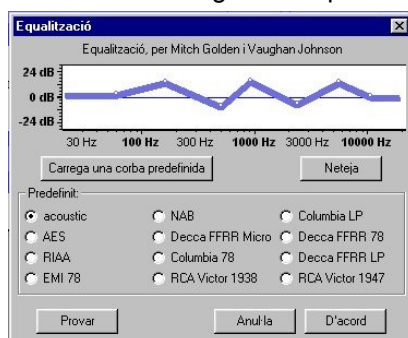 Equalització
Equalització, per Mitch Golden i Vaughan Johnson
24 dB
0 dB
-24 dB
30 Hz 100 Hz 300 Hz 1000 Hz 3000 Hz 10000 Hz
Carrega una corba predefinida Neteja
Predefinit:
acoustic NAB Columbia LP
AES Decca FFRR Micro Decca FFRR 78
RIAA Columbia 78 Decca FFRR LP
EMI 78 RCA Victor 1938 RCA Victor 1947
Provar Anul·la D'acord